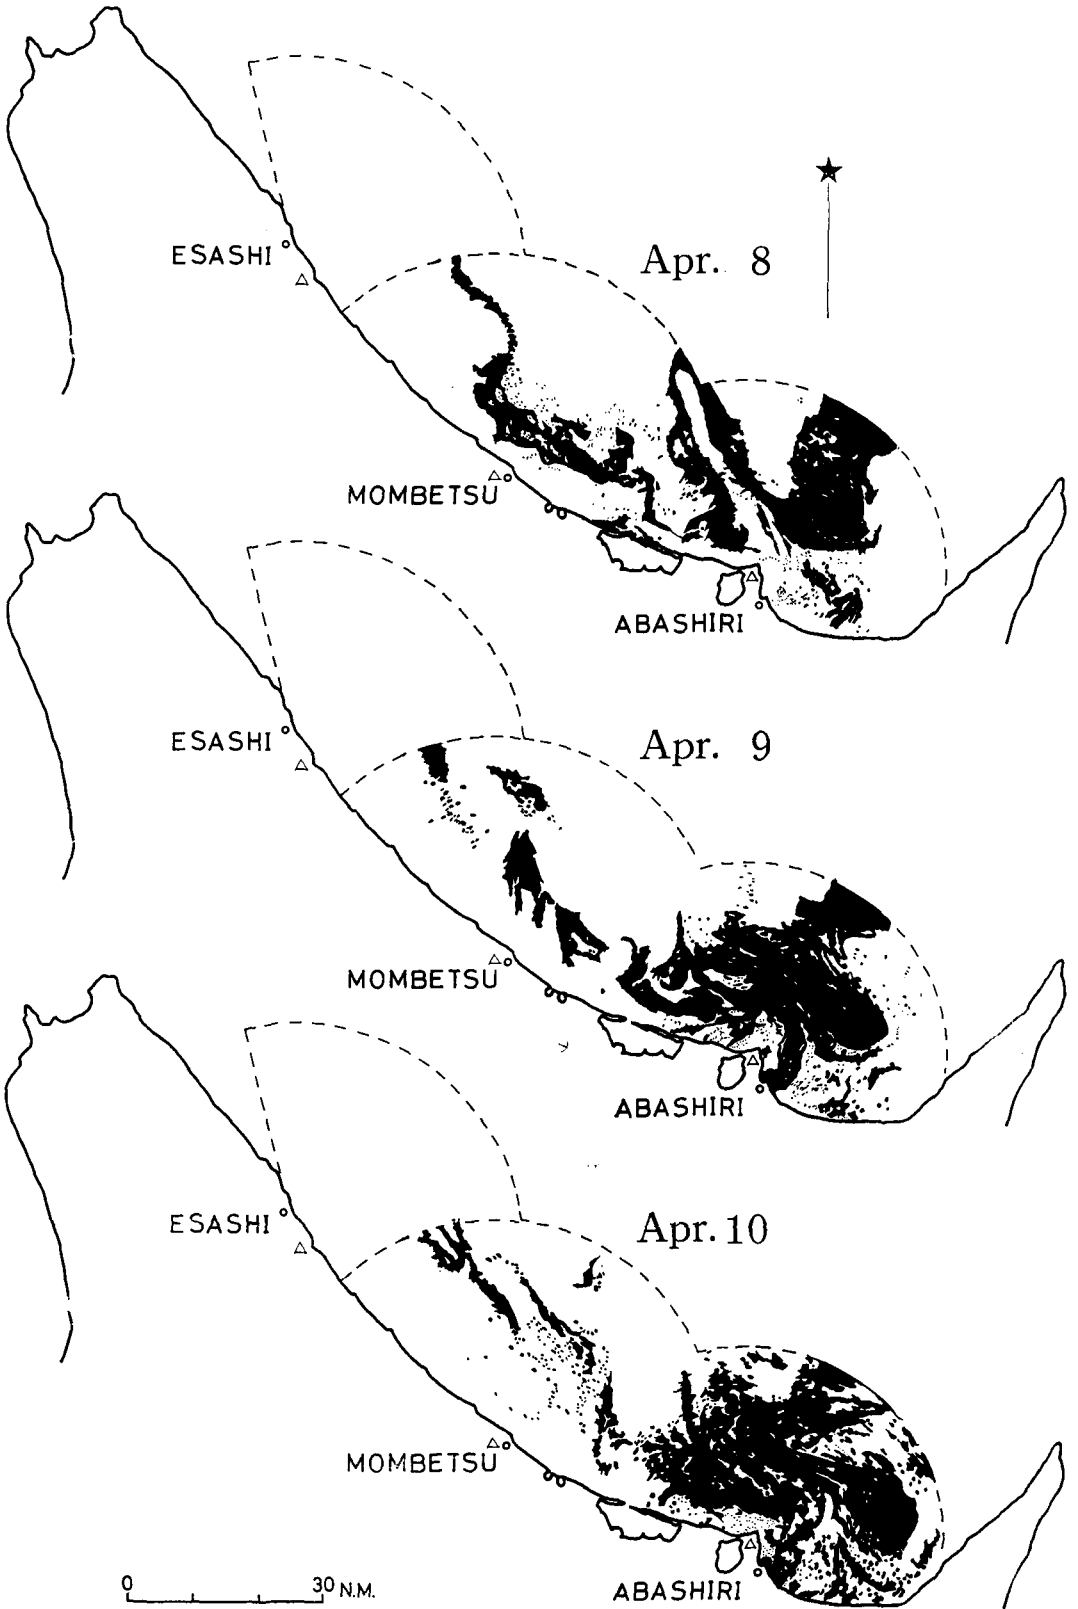 ESASHI
Apr. 8
MOMBETSU
ABASHIRI
ESASHI
Apr. 9
MOMBETSU
ABASHIRI
ESASHI
Apr. 10
MOMBETSU
ABASHIRI
0 30 N.M.